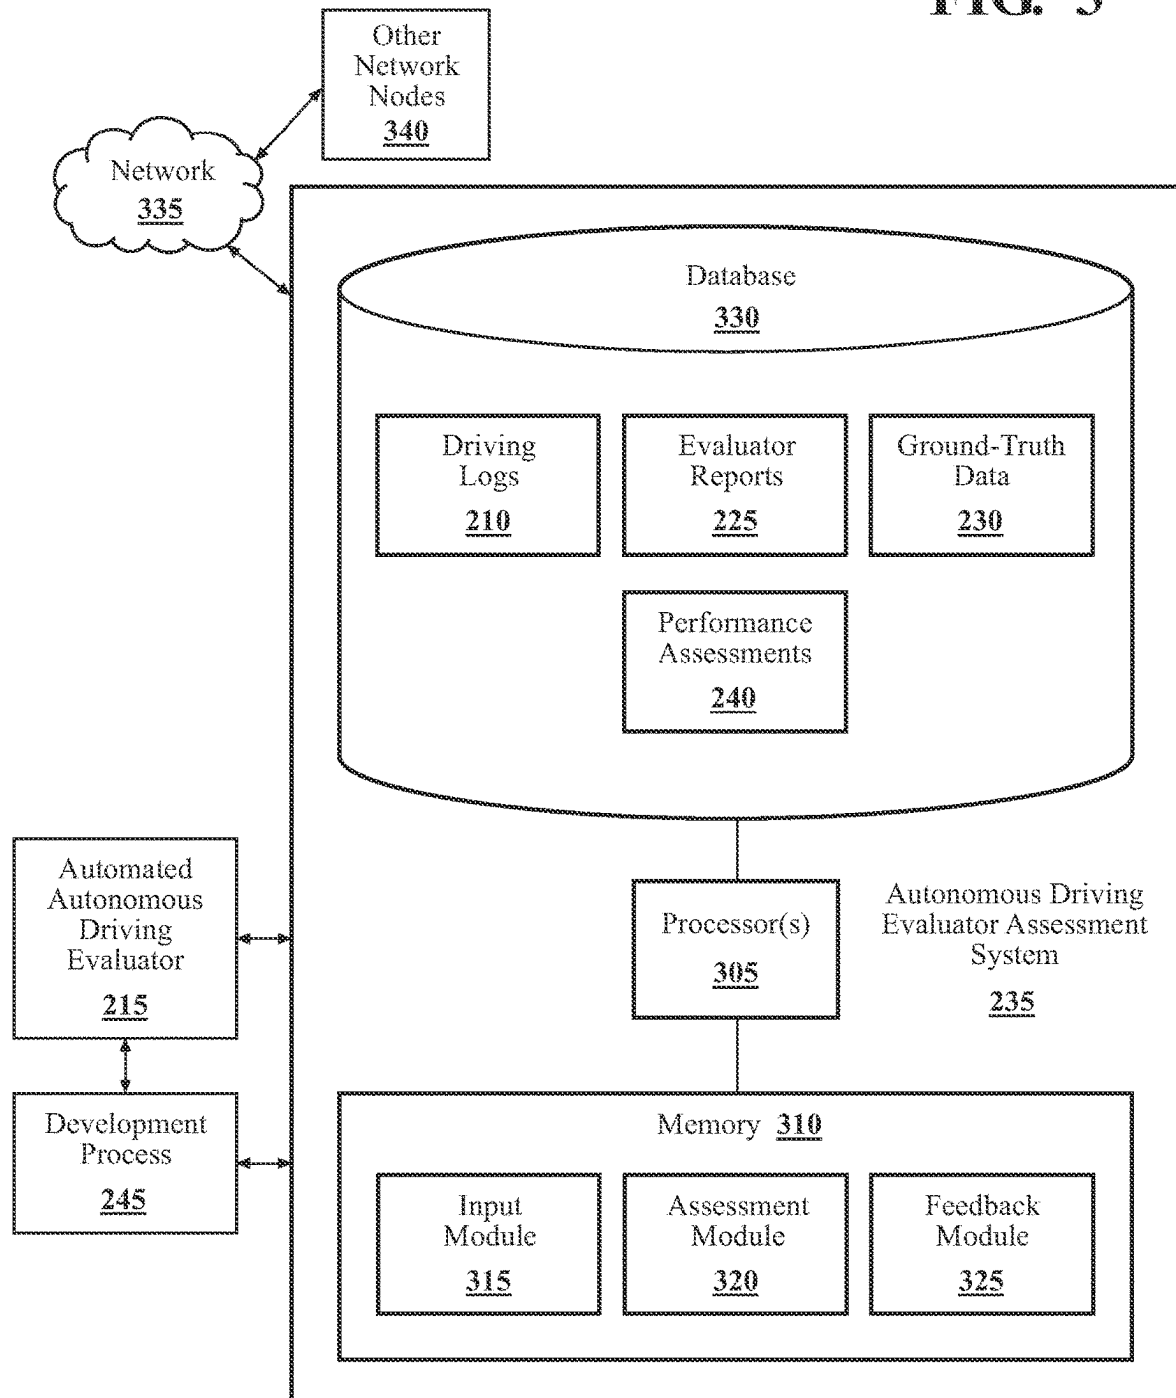 FIG. 3
Other
Network
Nodes
340
Network
335
Database
330
Driving
Logs
210
Evaluator
Reports
225
Ground-Truth
Data
230
Performance
Assessments
240
Automated
Autonomous
Driving
Evaluator
215
Processor(s)
305
Autonomous Driving
Evaluator Assessment
System
235
Development
Process
245
Memory 310
Input
Module
315
Assessment
Module
320
Feedback
Module
325